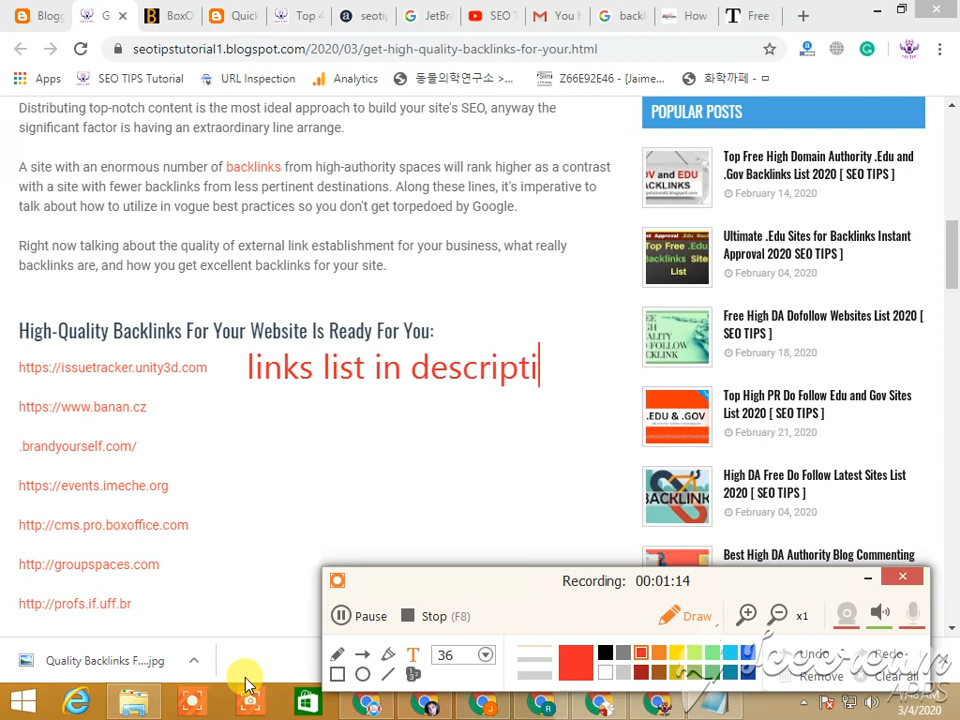 Blogg
G
BoxO
Quick
Top 4
seotip
JetBr
SEO T
You h
backl
How
Free
seotipstutorial1.blogspot.com/2020/03/get-high-quality-backlinks-for-your.html
Apps
SEO TIPS Tutorial
URL Inspection
Analytics
동물의학연구소 >...
Z66E92E46 - (Jaime...
화학까페 - ㅁ
Distributing top-notch content is the most ideal approach to build your site's SEO, anyway the
significant factor is having an extraordinary line arrange.
A site with an enormous number of backlinks from high-authority spaces will rank higher as a contrast
with a site with fewer backlinks from less pertinent destinations. Along these lines, it's imperative to
talk about how to utilize in vogue best practices so you don't get torpedoed by Google.
Right now talking about the quality of external link establishment for your business, what really
backlinks are, and how you get excellent backlinks for your site.
High-Quality Backlinks For Your Website Is Ready For You:
https://issuetracker.unity3d.com
links list in descripti
https://www.banan.cz
.brandyourself.com/
https://events.imeche.org
http://cms.pro.boxoffice.com
http://groupspaces.com
http://profs.if.uff.br
POPULAR POSTS
Top Free High Domain Authority .Edu and
.Gov Backlinks List 2020 [ SEO TIPS ]
February 14, 2020
Ultimate .Edu Sites for Backlinks Instant
Approval 2020 SEO TIPS ]
February 04, 2020
Free High DA Dofollow Websites List 2020 [
SEO TIPS ]
February 18, 2020
Top High PR Do Follow Edu and Gov Sites
List 2020 [ SEO TIPS ]
February 21, 2020
High DA Free Do Follow Latest Sites List
2020 [ SEO TIPS ]
February 04, 2020
Best High DA Authority Blog Commenting
Recording: 00:01:14
Pause
Stop (F8)
Draw
x1
36
Undo
Redo
Remove
Clear all
Icecream
APPS
Quality Backlinks F....jpg
3/4/2020